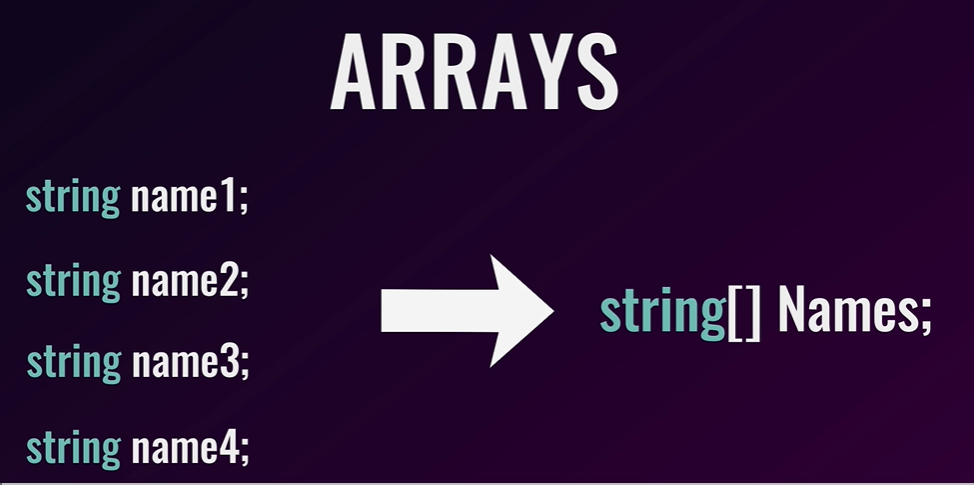 ARRAYS
string name1;
string name2;
string name3;
string name4;
string[] Names;